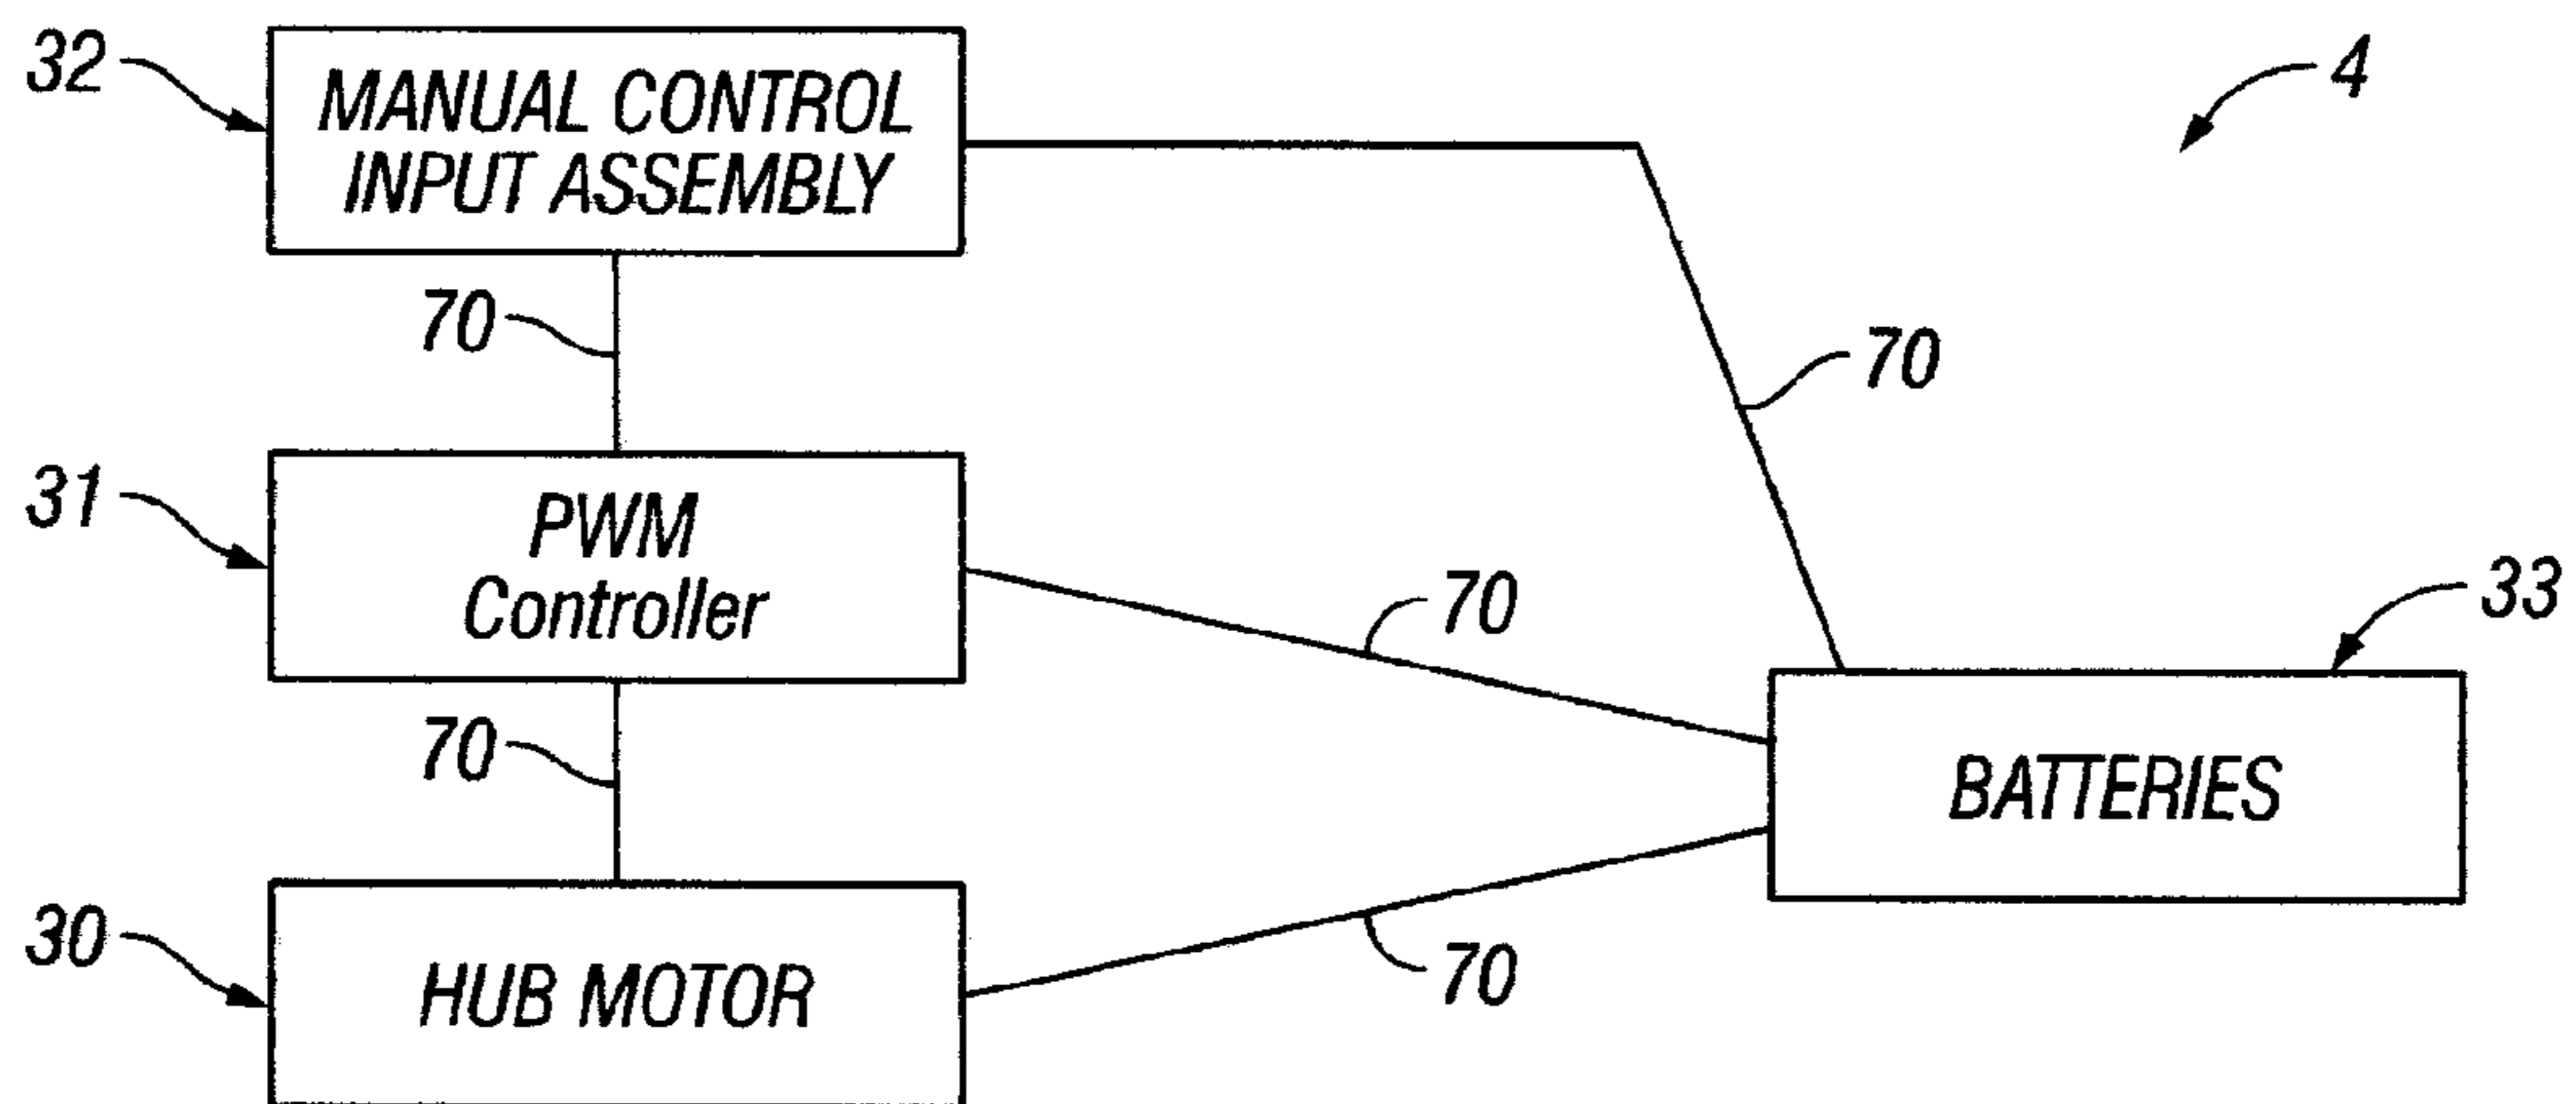 32
MANUAL CONTROL
INPUT ASSEMBLY
4
70
70
31
PWM
Controller
70
33
70
BATTERIES
30
HUB MOTOR
70